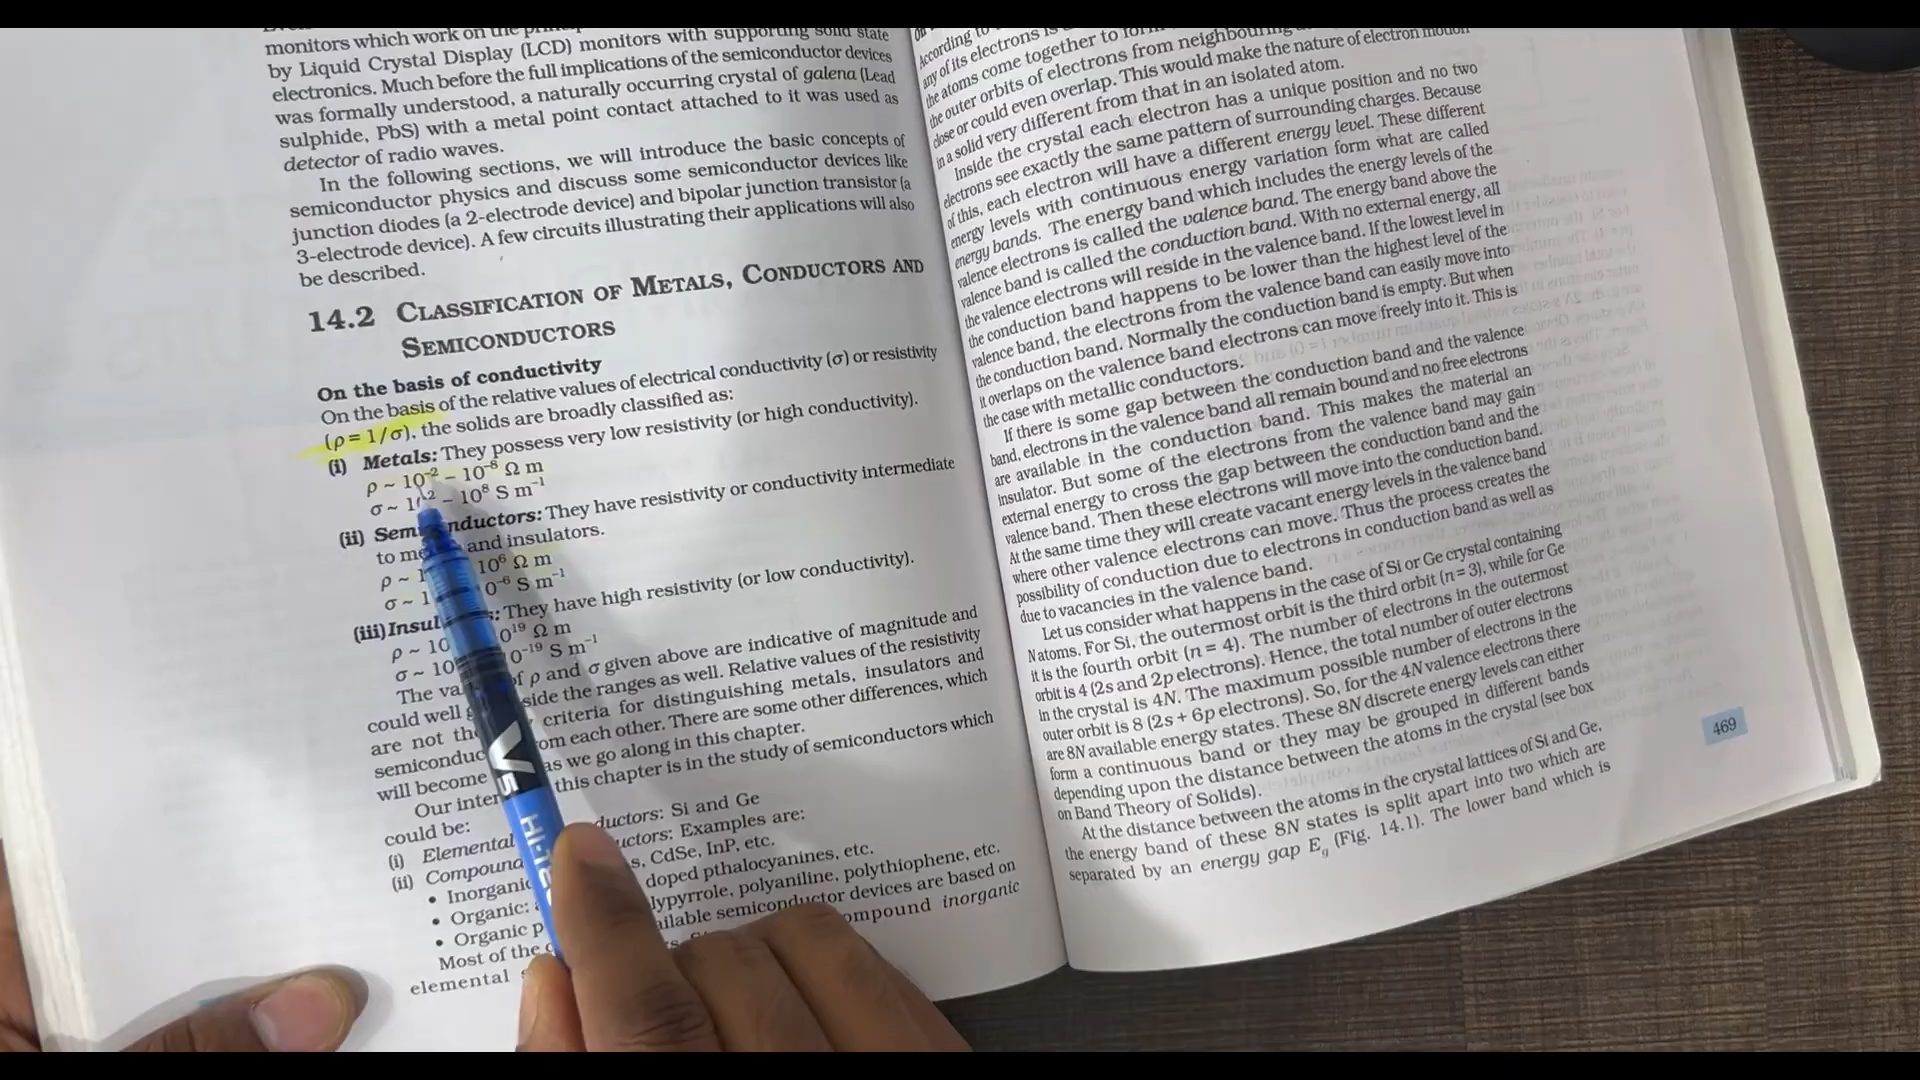 monitors which work on the
by Liquid Crystal Display (LCD) monitors with supporting solid state
electronics. Much before the full implications of the semiconductor devices
was formally understood, a naturally occurring crystal of galena (Lead
sulphide, PbS) with a metal point contact attached to it was used as
detector of radio waves.
In the following sections, we will introduce the basic concepts of
semiconductor physics and discuss some semiconductor devices like
junction diodes (a 2-electrode device) and bipolar junction transistor (a
3-electrode device). A few circuits illustrating their applications will also
be described.
14.2 CLASSIFICATION OF METALS, CONDUCTORS AND
SEMICONDUCTORS
On the basis of conductivity
On the basis of the relative values of electrical conductivity (σ) or resistivity
(ρ = 1/σ), the solids are broadly classified as:
(i) Metals: They possess very low resistivity (or high conductivity).
ρ ~ 10⁻² – 10⁻⁸ Ω m
σ ~ – 10⁸ S m⁻¹
(ii) They have resistivity or conductivity intermediate
to and insulators.
ρ ~ 10⁶ Ω m
σ ~ S m⁻¹
(iii) They have high resistivity (or low conductivity).
ρ ~ Ω m
σ ~ S m⁻¹
The of ρ and σ given above are indicative of magnitude and
could well the ranges as well. Relative values of the resistivity
are not criteria for distinguishing metals, insulators and
from each other. There are some other differences, which
will become as we go along in this chapter.
Our this chapter is in the study of semiconductors which
could be:
(i) Elemental Si and Ge
(ii) Examples are:
• CdSe, InP, etc.
• Organic: doped pthalocyanines, etc.
• Organic polyaniline, polythiophene, etc.
Most of the semiconductor devices are based on
elemental inorganic
According to
any of its electrons is
the atoms come together to
the outer orbits of electrons from neighbouring
close or could even overlap. This would make the nature of electron motion
in a solid very different from that in an isolated atom.
Inside the crystal each electron has a unique position and no two
electrons see exactly the same pattern of surrounding charges. Because
of this, each electron will have a different energy level. These different
energy levels with continuous energy variation form what are called
energy bands. The energy band which includes the energy levels of the
valence electrons is called the valence band. The energy band above the
valence band is called the conduction band. With no external energy, all
the valence electrons will reside in the valence band. If the lowest level in
the conduction band happens to be lower than the highest level of the
valence band, the electrons from the valence band can easily move into
the conduction band. Normally the conduction band is empty. But when
it overlaps on the valence band electrons can move freely into it. This is
the case with metallic conductors.
If there is some gap between the conduction band and the valence
band, electrons in the valence band all remain bound and no free electrons
are available in the conduction band. This makes the material an
insulator. But some of the electrons from the valence band may gain
external energy to cross the gap between the conduction band and the
valence band. Then these electrons will move into the conduction band.
At the same time they will create vacant energy levels in the valence band
where other valence electrons can move. Thus the process creates the
possibility of conduction due to electrons in conduction band as well as
due to vacancies in the valence band.
Let us consider what happens in the case of Si or Ge crystal containing
N atoms. For Si, the outermost orbit is the third orbit (n = 3), while for Ge
it is the fourth orbit (n = 4). The number of electrons in the outermost
orbit is 4 (2s and 2p electrons). Hence, the total number of outer electrons
in the crystal is 4N. The maximum possible number of electrons in the
outer orbit is 8 (2s + 6p electrons). So, for the 4N valence electrons there
are 8N available energy states. These 8N discrete energy levels can either
form a continuous band or they may be grouped in different bands
depending upon the distance between the atoms in the crystal (see box
on Band Theory of Solids).
At the distance between the atoms in the crystal lattices of Si and Ge,
the energy band of these 8N states is split apart into two which are
separated by an energy gap Eg (Fig. 14.1). The lower band which is
469
V5